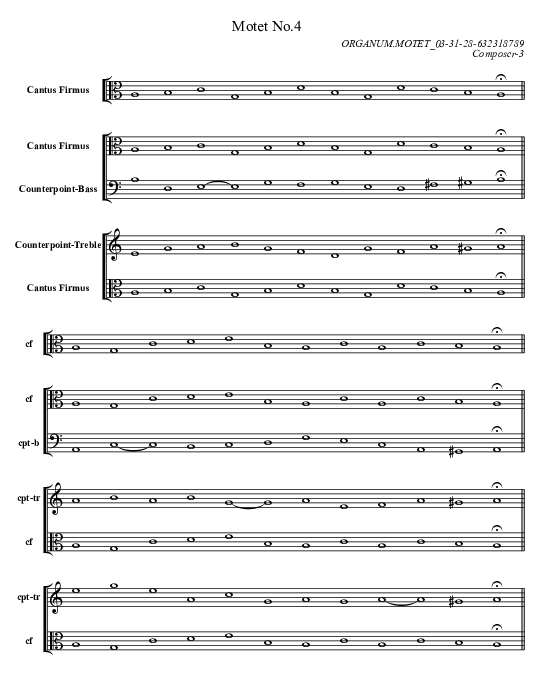 Motet No.4
ORGANUM.MOTET_03-31-28-632318789
Composer-3
Cantus Firmus
Cantus Firmus
Counterpoint-Bass
Counterpoint-Treble
Cantus Firmus
cf
cf
cpt-b
cpt-tr
cf
cpt-tr
cf